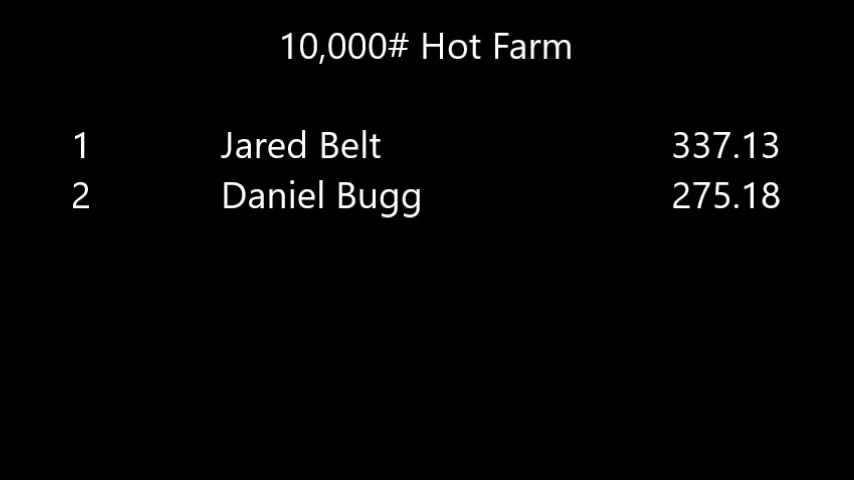 10,000# Hot Farm
1 Jared Belt 337.13
2 Daniel Bugg 275.18